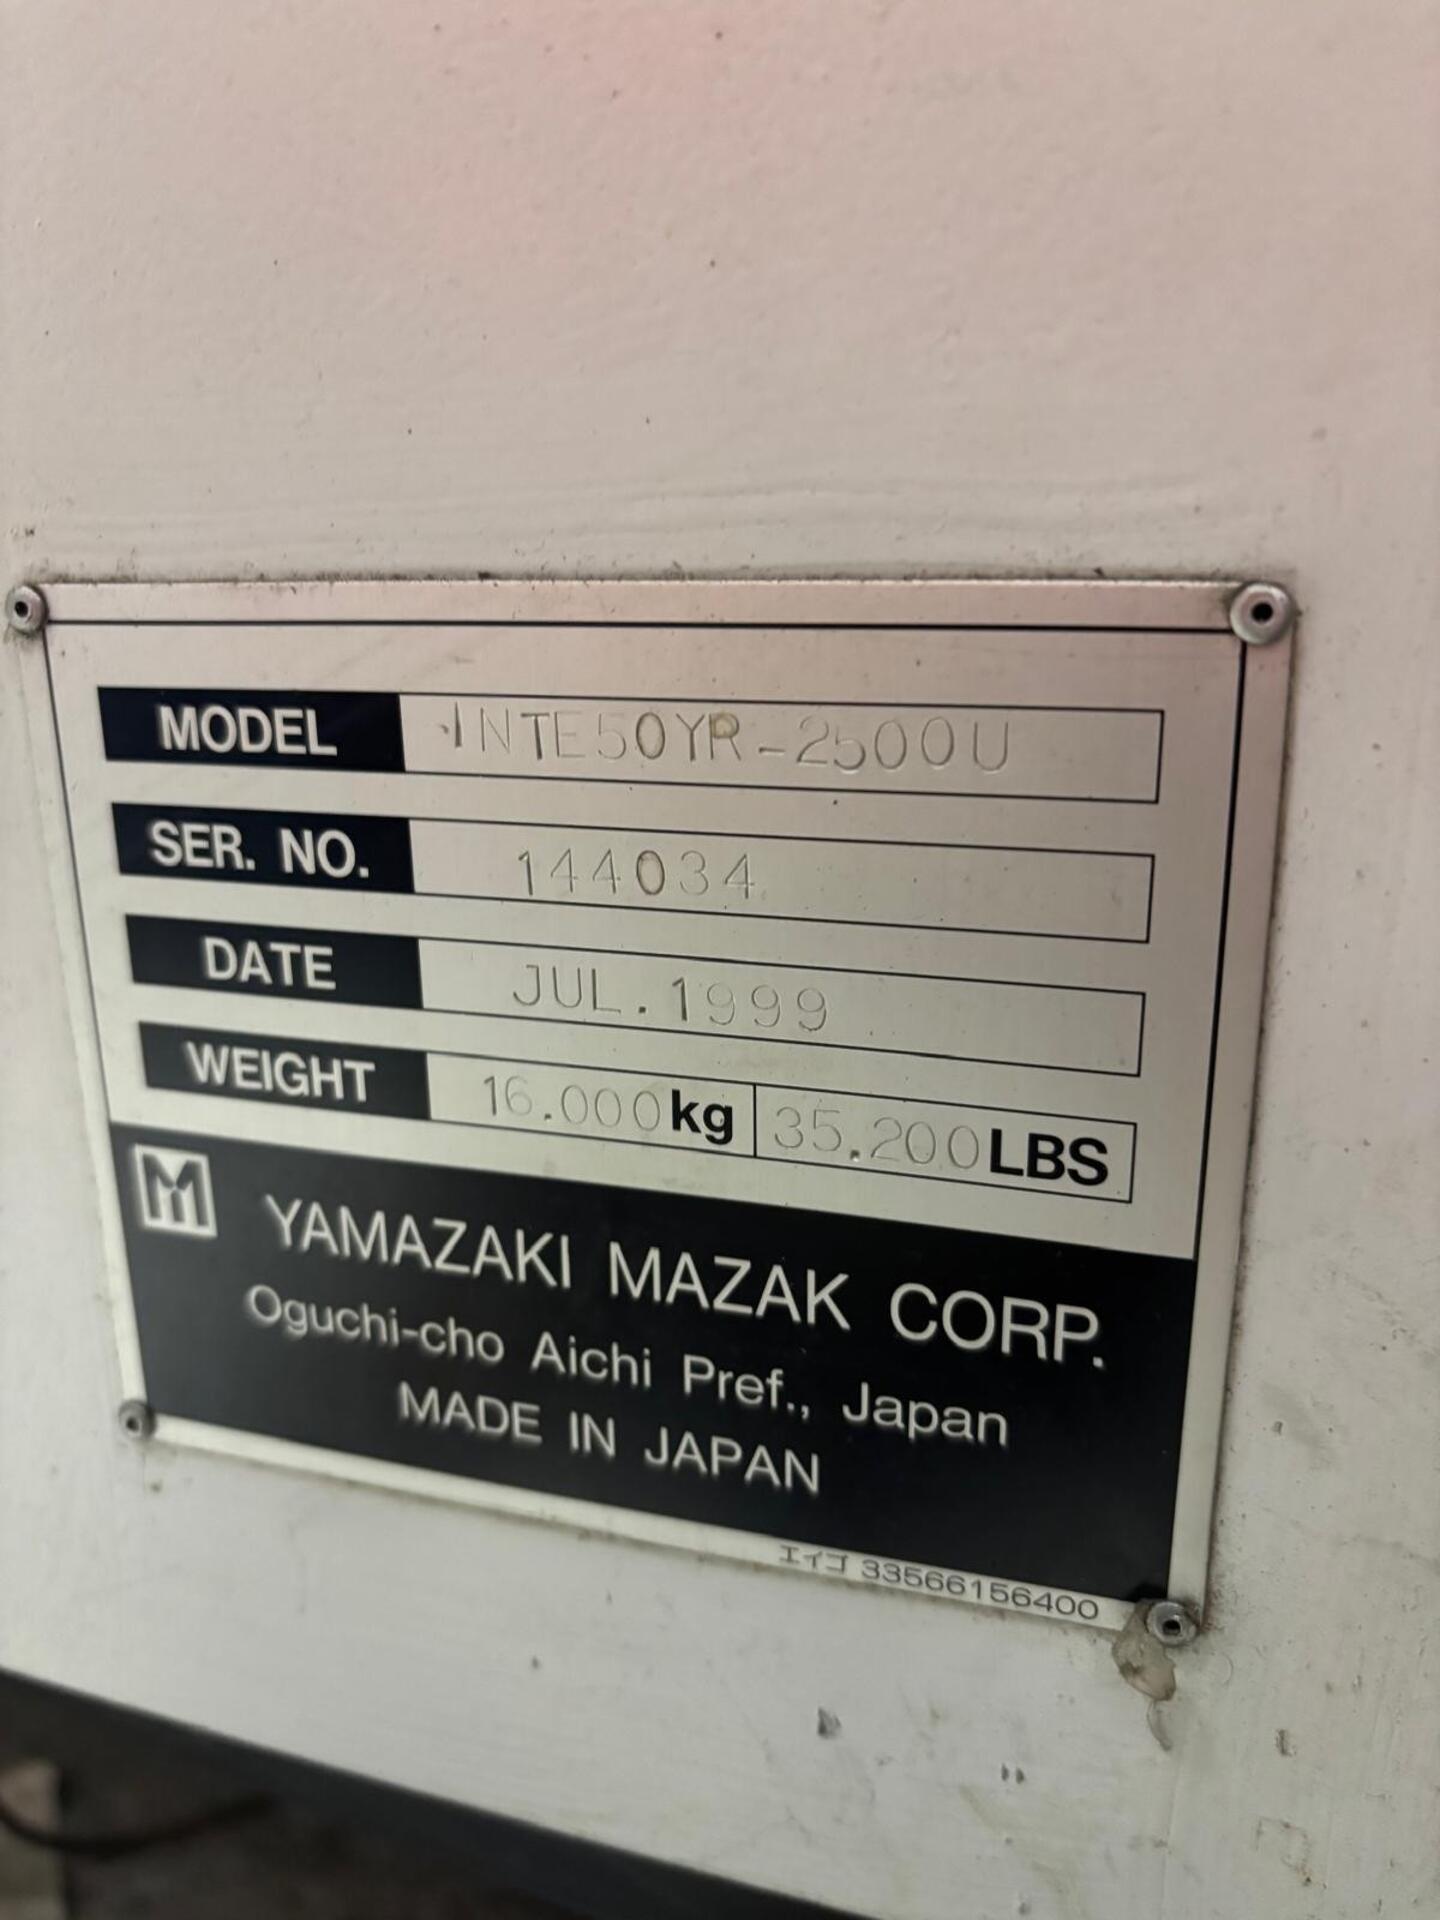 MODEL INTE50YR-2500U
SER. NO. 144034
DATE JUL.1999
WEIGHT 16.000kg 35.200LBS
YAMAZAKI MAZAK CORP.
Oguchi-cho Aichi Pref., Japan
MADE IN JAPAN
エイコ 33566156400